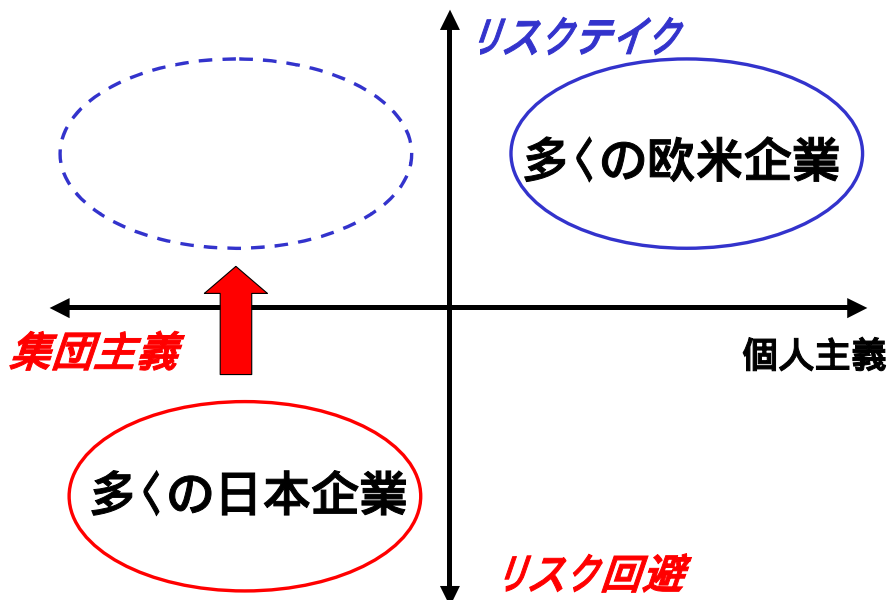 リスクテイク
多くの欧米企業
集団主義
個人主義
多くの日本企業
リスク回避